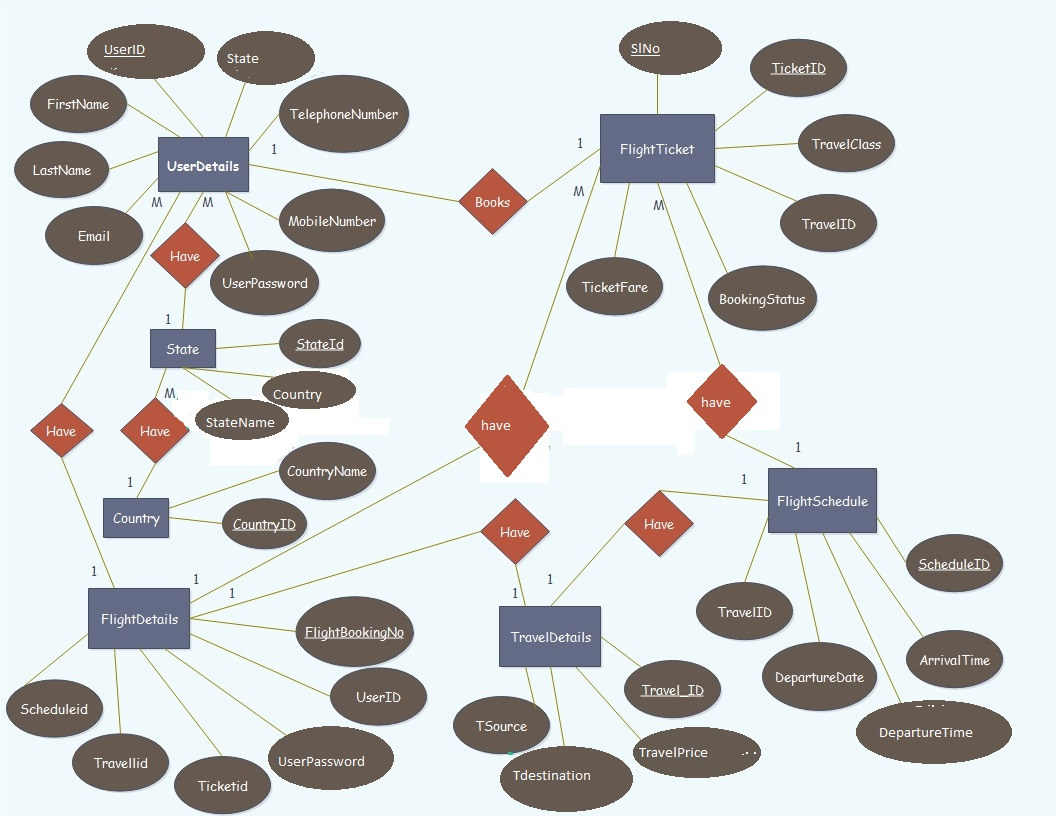 UserID
State
SlNo
TicketID
FirstName
TelephoneNumber
UserDetails
1
1
FlightTicket
TravelClass
LastName
M
M
Books
M
M
Email
MobileNumber
TravelID
Have
UserPassword
TicketFare
BookingStatus
1
State
StateId
M
Country
StateName
Have
Have
have
have
1
CountryName
1
1
FlightSchedule
Country
CountryID
Have
Have
1
1
1
1
1
ScheduleID
FlightDetails
FlightBookingNo
TravelDetails
TravelID
ArrivalTime
UserID
Travel_ID
DepartureDate
Scheduleid
TSource
DepartureTime
Travellid
UserPassword
TravelPrice
Ticketid
Tdestination